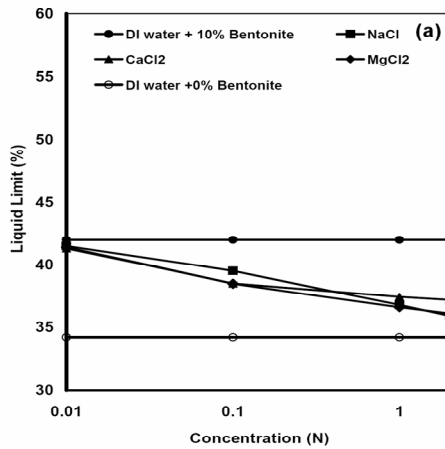 (a)
DI water + 10% Bentonite
NaCl
CaCl2
MgCl2
DI water +0% Bentonite
60
50
45
40
35
30
Liquid Limit (%)
0.01
0.1
1
Concentration (N)